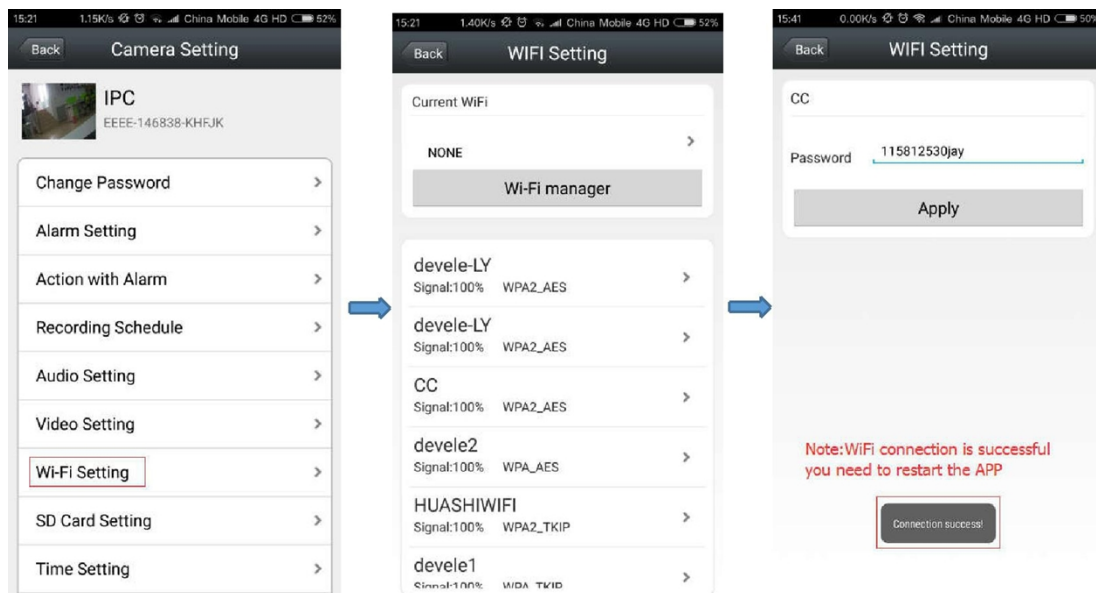 15:21 1.15K/s China Mobile 4G HD 52%
Back Camera Setting
IPC
EEEE-146838-KHFJK
Change Password
Alarm Setting
Action with Alarm
Recording Schedule
Audio Setting
Video Setting
Wi-Fi Setting
SD Card Setting
Time Setting
15:21 1.40K/s China Mobile 4G HD 52%
Back WIFI Setting
Current WiFi
NONE
Wi-Fi manager
devele-LY
Signal:100% WPA2_AES
devele-LY
Signal:100% WPA2_AES
CC
Signal:100% WPA2_AES
devele2
Signal:100% WPA_AES
HUASHIWIFI
Signal:100% WPA2_TKIP
devele1
Signal:100% WPA_TKIP
15:41 0.00K/s China Mobile 4G HD 50%
Back WIFI Setting
CC
Password 115812530jay
Apply
Note:WiFi connection is successful
you need to restart the APP
Connection success!